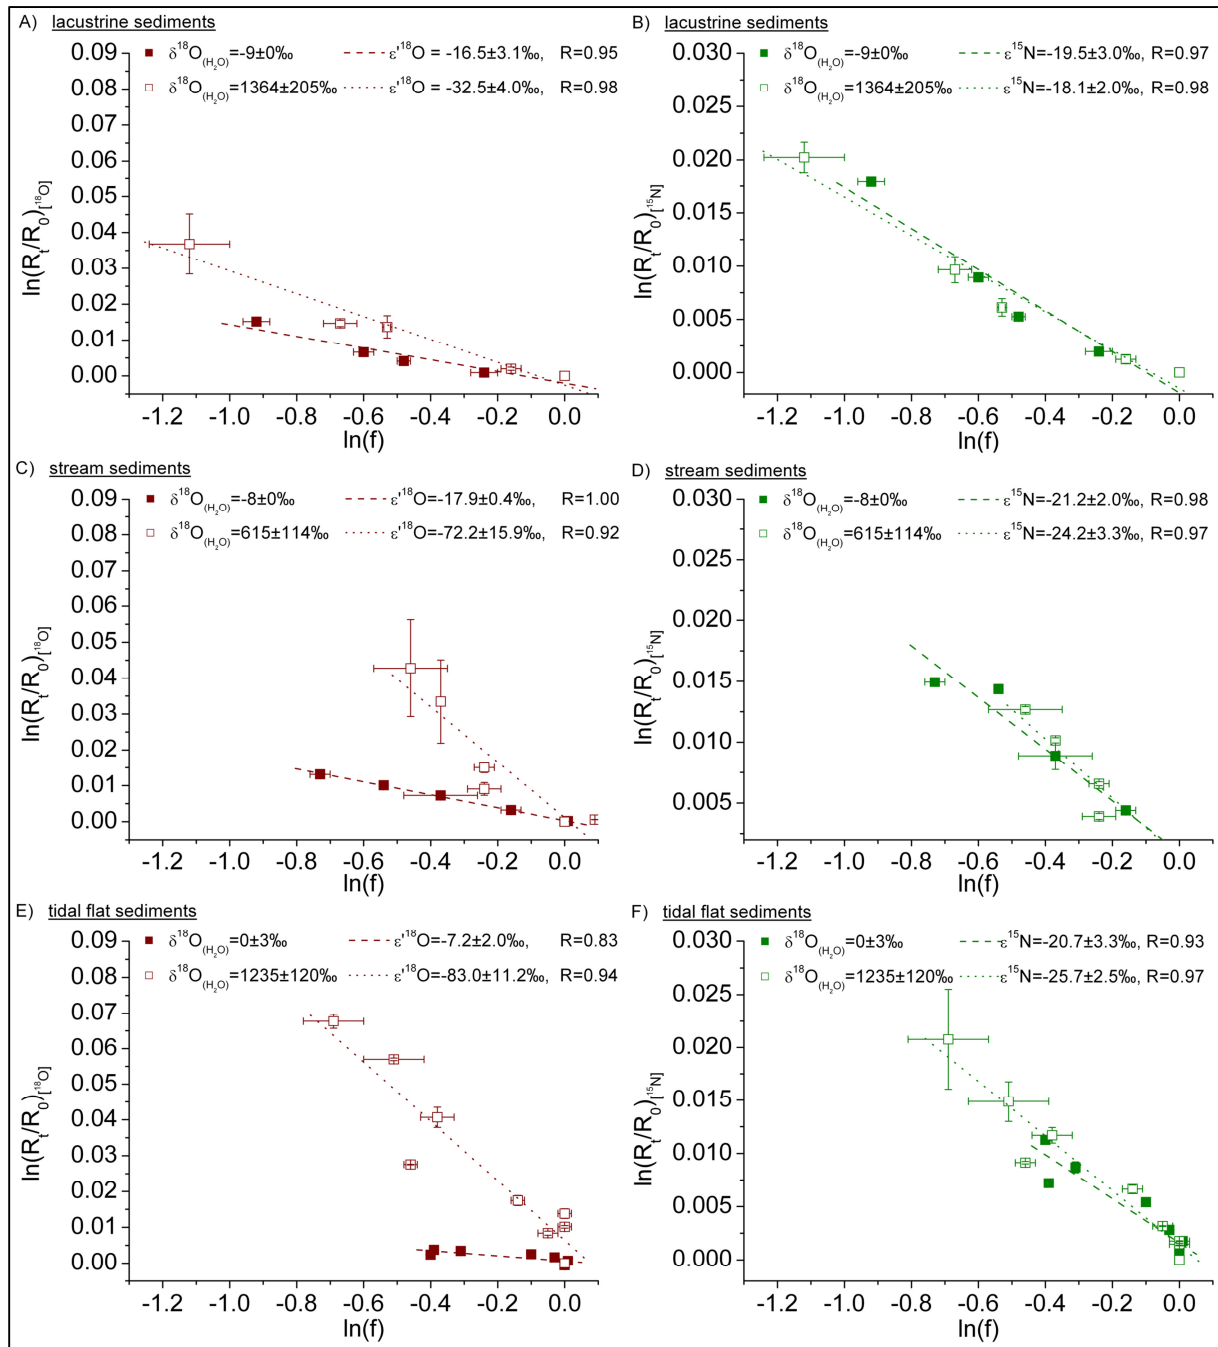 A) lacustrine sediments
δ18O(H2O)=-9±0‰ ε'18O = -16.5±3.1‰, R=0.95
δ18O(H2O)=1364±205‰ ε'18O = -32.5±4.0‰, R=0.98
0.09
0.08
0.07
0.06
0.05
0.04
0.03
0.02
0.01
0.00
ln(Rt/R0)[18O]
-1.2 -1.0 -0.8 -0.6 -0.4 -0.2 0.0
ln(f)
B) lacustrine sediments
δ18O(H2O)=-9±0‰ ε15N=-19.5±3.0‰, R=0.97
δ18O(H2O)=1364±205‰ ε15N=-18.1±2.0‰, R=0.98
0.030
0.025
0.020
0.015
0.010
0.005
0.000
ln(Rt/R0)[15N]
-1.2 -1.0 -0.8 -0.6 -0.4 -0.2 0.0
ln(f)
C) stream sediments
δ18O(H2O)=-8±0‰ ε'18O=-17.9±0.4‰, R=1.00
δ18O(H2O)=615±114‰ ε'18O=-72.2±15.9‰, R=0.92
0.09
0.08
0.07
0.06
0.05
0.04
0.03
0.02
0.01
0.00
ln(Rt/R0)[18O]
-1.2 -1.0 -0.8 -0.6 -0.4 -0.2 0.0
ln(f)
D) stream sediments
δ18O(H2O)=-8±0‰ ε15N=-21.2±2.0‰, R=0.98
δ18O(H2O)=615±114‰ ε15N=-24.2±3.3‰, R=0.97
0.030
0.025
0.020
0.015
0.010
0.005
ln(Rt/R0)[15N]
-1.2 -1.0 -0.8 -0.6 -0.4 -0.2 0.0
ln(f)
E) tidal flat sediments
δ18O(H2O)=0±3‰ ε'18O=-7.2±2.0‰, R=0.83
δ18O(H2O)=1235±120‰ ε'18O=-83.0±11.2‰, R=0.94
0.09
0.08
0.07
0.06
0.05
0.04
0.03
0.02
0.01
0.00
ln(Rt/R0)[18O]
-1.2 -1.0 -0.8 -0.6 -0.4 -0.2 0.0
ln(f)
F) tidal flat sediments
δ18O(H2O)=0±3‰ ε15N=-20.7±3.3‰, R=0.93
δ18O(H2O)=1235±120‰ ε15N=-25.7±2.5‰, R=0.97
0.030
0.025
0.020
0.015
0.010
0.005
0.000
ln(Rt/R0)[15N]
-1.2 -1.0 -0.8 -0.6 -0.4 -0.2 0.0
ln(f)